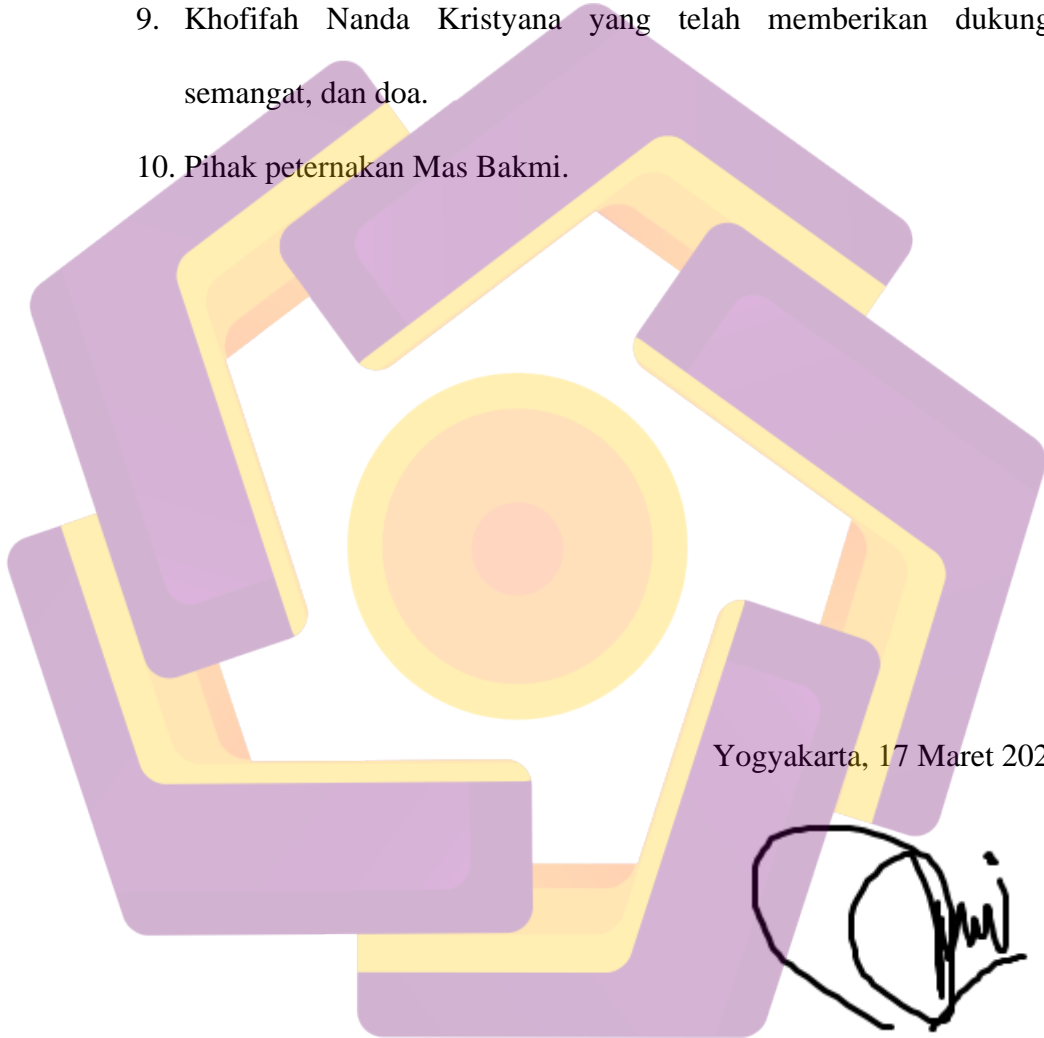 9. Khofifah Nanda Kristyana yang telah memberikan dukung
semangat, dan doa.
10. Pihak peternakan Mas Bakmi.
Yogyakarta, 17 Maret 202